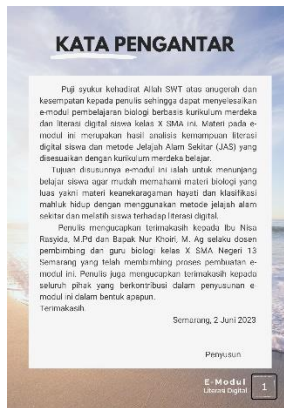 KATA PENGANTAR
Puji syukur kehadirat Allah SWT atas anugerah dan
kesempatan kepada penulis sehingga dapat menyelesaikan
e-modul pembelajaran biologi berbasis kurikulum merdeka
dan literasi digital siswa kelas X SMA ini. Materi pada e-
modul ini merupakan hasil analisis kemampuan literasi
digital siswa dan metode Jelajah Alam Sekitar (JAS) yang
disesuaikan dengan kurikulum merdeka belajar.
Tujuan disusunnya e-modul ini ialah untuk menunjang
belajar siswa agar mudah memahami materi biologi yang
luas yakni materi keanekaragaman hayati dan klasifikasi
mahluk hidup dengan menggunakan metode jelajah alam
sekitar dan melatih siswa terhadap literasi digital.
Penulis mengucapkan terimakasih kepada Ibu Nisa
Rasyida, M.Pd dan Bapak Nur Khoiri, M. Ag selaku dosen
pembimbing dan guru biologi kelas X SMA Negeri 13
Semarang yang telah membimbing proses pembuatan e-
modul ini. Penulis juga mengucapkan terimakasih kepada
seluruh pihak yang berkontribusi dalam penyusunan e-
modul ini dalam bentuk apapun.
Terimakasih
Semarang, 2 Juni 2023
Penyusun
E-Modul
Literasi Digital
1